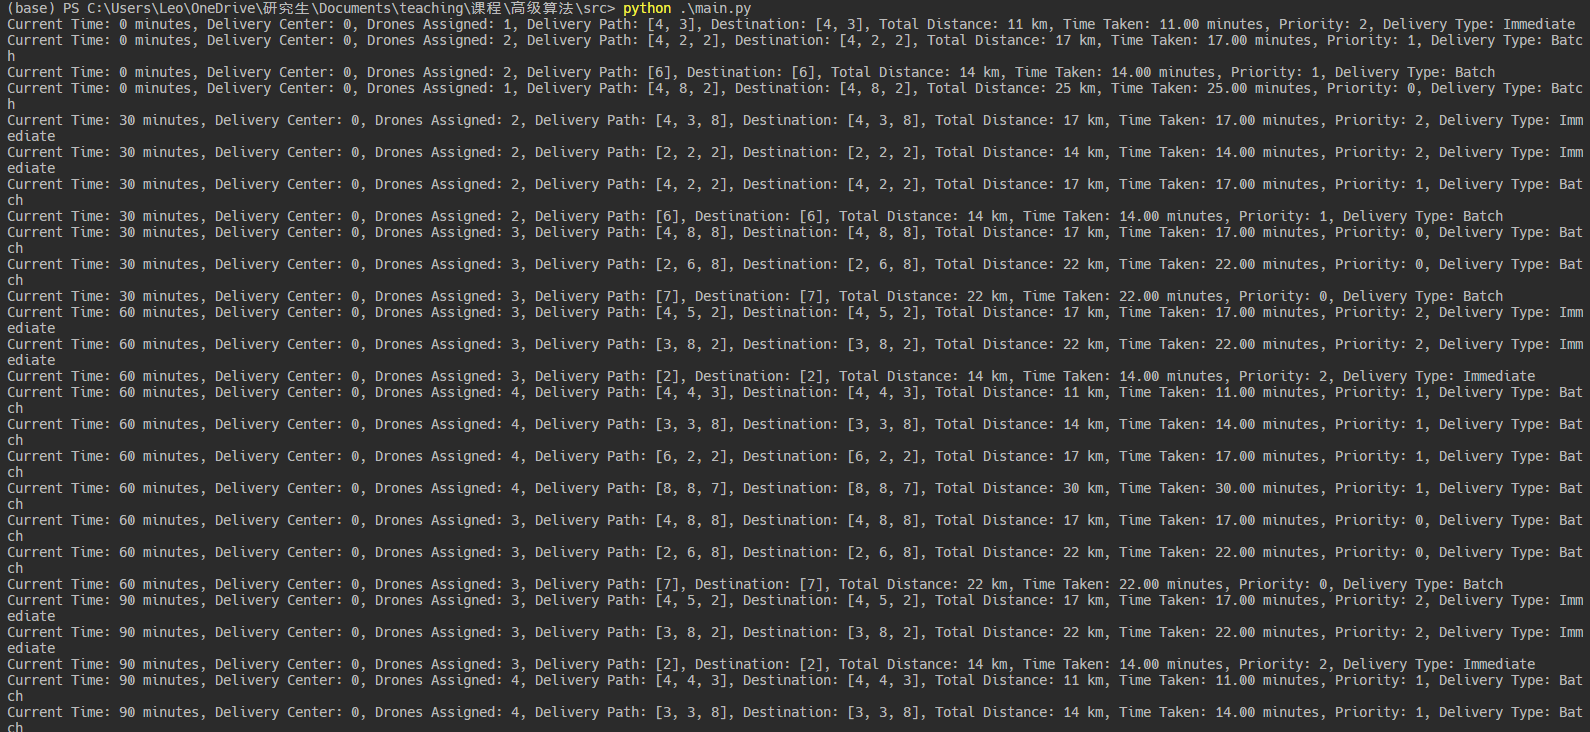 (base) PS C:\Users\Leo\OneDrive\研究生\Documents\teaching\课程\高级算法\src> python .\main.py
Current Time: 0 minutes, Delivery Center: 0, Drones Assigned: 1, Delivery Path: [4, 3], Destination: [4, 3], Total Distance: 11 km, Time Taken: 11.00 minutes, Priority: 2, Delivery Type: Immediate
Current Time: 0 minutes, Delivery Center: 0, Drones Assigned: 2, Delivery Path: [4, 2, 2], Destination: [4, 2, 2], Total Distance: 17 km, Time Taken: 17.00 minutes, Priority: 1, Delivery Type: Batc
h
Current Time: 0 minutes, Delivery Center: 0, Drones Assigned: 2, Delivery Path: [6], Destination: [6], Total Distance: 14 km, Time Taken: 14.00 minutes, Priority: 1, Delivery Type: Batch
Current Time: 0 minutes, Delivery Center: 0, Drones Assigned: 1, Delivery Path: [4, 8, 2], Destination: [4, 8, 2], Total Distance: 25 km, Time Taken: 25.00 minutes, Priority: 0, Delivery Type: Batc
h
Current Time: 30 minutes, Delivery Center: 0, Drones Assigned: 2, Delivery Path: [4, 3, 8], Destination: [4, 3, 8], Total Distance: 17 km, Time Taken: 17.00 minutes, Priority: 2, Delivery Type: Imm
ediate
Current Time: 30 minutes, Delivery Center: 0, Drones Assigned: 2, Delivery Path: [2, 2, 2], Destination: [2, 2, 2], Total Distance: 14 km, Time Taken: 14.00 minutes, Priority: 2, Delivery Type: Imm
ediate
Current Time: 30 minutes, Delivery Center: 0, Drones Assigned: 2, Delivery Path: [4, 2, 2], Destination: [4, 2, 2], Total Distance: 17 km, Time Taken: 17.00 minutes, Priority: 1, Delivery Type: Bat
ch
Current Time: 30 minutes, Delivery Center: 0, Drones Assigned: 2, Delivery Path: [6], Destination: [6], Total Distance: 14 km, Time Taken: 14.00 minutes, Priority: 1, Delivery Type: Batch
Current Time: 30 minutes, Delivery Center: 0, Drones Assigned: 3, Delivery Path: [4, 8, 8], Destination: [4, 8, 8], Total Distance: 17 km, Time Taken: 17.00 minutes, Priority: 0, Delivery Type: Bat
ch
Current Time: 30 minutes, Delivery Center: 0, Drones Assigned: 3, Delivery Path: [2, 6, 8], Destination: [2, 6, 8], Total Distance: 22 km, Time Taken: 22.00 minutes, Priority: 0, Delivery Type: Bat
ch
Current Time: 30 minutes, Delivery Center: 0, Drones Assigned: 3, Delivery Path: [7], Destination: [7], Total Distance: 22 km, Time Taken: 22.00 minutes, Priority: 0, Delivery Type: Batch
Current Time: 60 minutes, Delivery Center: 0, Drones Assigned: 3, Delivery Path: [4, 5, 2], Destination: [4, 5, 2], Total Distance: 17 km, Time Taken: 17.00 minutes, Priority: 2, Delivery Type: Imm
ediate
Current Time: 60 minutes, Delivery Center: 0, Drones Assigned: 3, Delivery Path: [3, 8, 2], Destination: [3, 8, 2], Total Distance: 22 km, Time Taken: 22.00 minutes, Priority: 2, Delivery Type: Imm
ediate
Current Time: 60 minutes, Delivery Center: 0, Drones Assigned: 3, Delivery Path: [2], Destination: [2], Total Distance: 14 km, Time Taken: 14.00 minutes, Priority: 2, Delivery Type: Immediate
Current Time: 60 minutes, Delivery Center: 0, Drones Assigned: 4, Delivery Path: [4, 4, 3], Destination: [4, 4, 3], Total Distance: 11 km, Time Taken: 11.00 minutes, Priority: 1, Delivery Type: Bat
ch
Current Time: 60 minutes, Delivery Center: 0, Drones Assigned: 4, Delivery Path: [3, 3, 8], Destination: [3, 3, 8], Total Distance: 14 km, Time Taken: 14.00 minutes, Priority: 1, Delivery Type: Bat
ch
Current Time: 60 minutes, Delivery Center: 0, Drones Assigned: 4, Delivery Path: [6, 2, 2], Destination: [6, 2, 2], Total Distance: 17 km, Time Taken: 17.00 minutes, Priority: 1, Delivery Type: Bat
ch
Current Time: 60 minutes, Delivery Center: 0, Drones Assigned: 4, Delivery Path: [8, 8, 7], Destination: [8, 8, 7], Total Distance: 30 km, Time Taken: 30.00 minutes, Priority: 1, Delivery Type: Bat
ch
Current Time: 60 minutes, Delivery Center: 0, Drones Assigned: 3, Delivery Path: [4, 8, 8], Destination: [4, 8, 8], Total Distance: 17 km, Time Taken: 17.00 minutes, Priority: 0, Delivery Type: Bat
ch
Current Time: 60 minutes, Delivery Center: 0, Drones Assigned: 3, Delivery Path: [2, 6, 8], Destination: [2, 6, 8], Total Distance: 22 km, Time Taken: 22.00 minutes, Priority: 0, Delivery Type: Bat
ch
Current Time: 60 minutes, Delivery Center: 0, Drones Assigned: 3, Delivery Path: [7], Destination: [7], Total Distance: 22 km, Time Taken: 22.00 minutes, Priority: 0, Delivery Type: Batch
Current Time: 90 minutes, Delivery Center: 0, Drones Assigned: 3, Delivery Path: [4, 5, 2], Destination: [4, 5, 2], Total Distance: 17 km, Time Taken: 17.00 minutes, Priority: 2, Delivery Type: Imm
ediate
Current Time: 90 minutes, Delivery Center: 0, Drones Assigned: 3, Delivery Path: [3, 8, 2], Destination: [3, 8, 2], Total Distance: 22 km, Time Taken: 22.00 minutes, Priority: 2, Delivery Type: Imm
ediate
Current Time: 90 minutes, Delivery Center: 0, Drones Assigned: 3, Delivery Path: [2], Destination: [2], Total Distance: 14 km, Time Taken: 14.00 minutes, Priority: 2, Delivery Type: Immediate
Current Time: 90 minutes, Delivery Center: 0, Drones Assigned: 4, Delivery Path: [4, 4, 3], Destination: [4, 4, 3], Total Distance: 11 km, Time Taken: 11.00 minutes, Priority: 1, Delivery Type: Bat
ch
Current Time: 90 minutes, Delivery Center: 0, Drones Assigned: 4, Delivery Path: [3, 3, 8], Destination: [3, 3, 8], Total Distance: 14 km, Time Taken: 14.00 minutes, Priority: 1, Delivery Type: Bat
ch